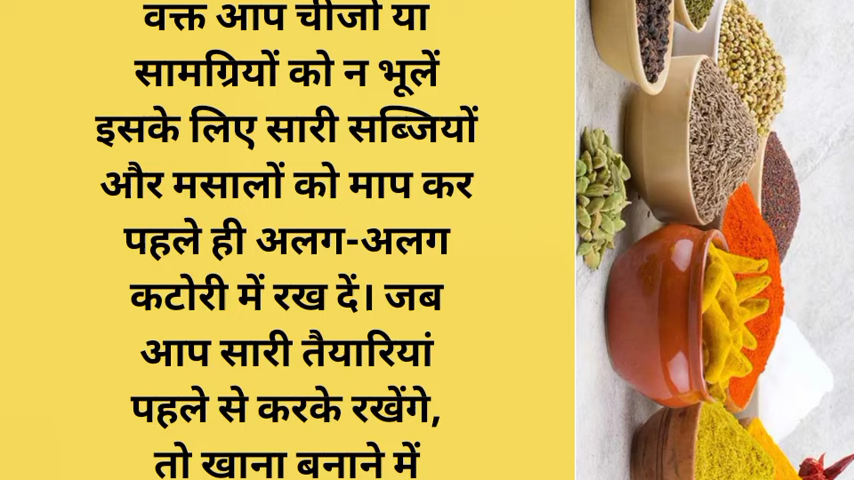 वक्त आप चीजों या
सामग्रियों को न भूलें
इसके लिए सारी सब्जियों
और मसालों को माप कर
पहले ही अलग-अलग
कटोरी में रख दें। जब
आप सारी तैयारियां
पहले से करके रखेंगे,
तो खाना बनाने में